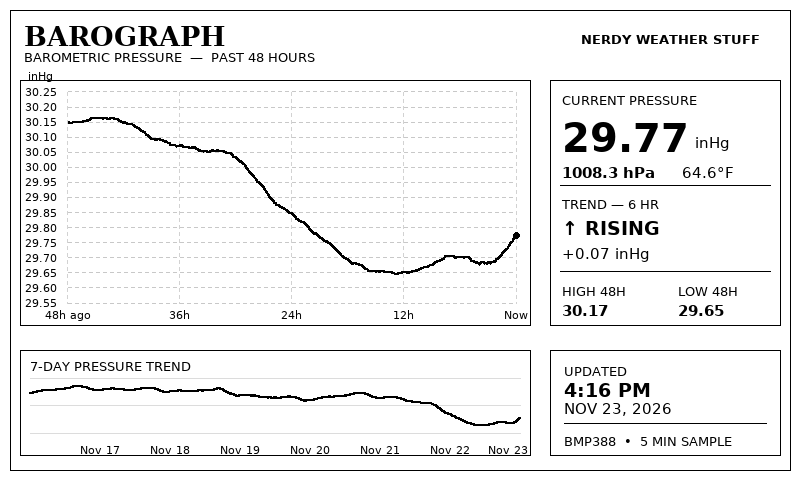 BAROGRAPH
BAROMETRIC PRESSURE — PAST 48 HOURS
NERDY WEATHER STUFF
inHg
30.25
30.20
30.15
30.10
30.05
30.00
29.95
29.90
29.85
29.80
29.75
29.70
29.65
29.60
29.55
48h ago 36h 24h 12h Now
CURRENT PRESSURE
29.77 inHg
1008.3 hPa 64.6°F
TREND — 6 HR
↑ RISING
+0.07 inHg
HIGH 48H LOW 48H
30.17 29.65
7-DAY PRESSURE TREND
Nov 17 Nov 18 Nov 19 Nov 20 Nov 21 Nov 22 Nov 23
UPDATED
4:16 PM
NOV 23, 2026
BMP388 • 5 MIN SAMPLE